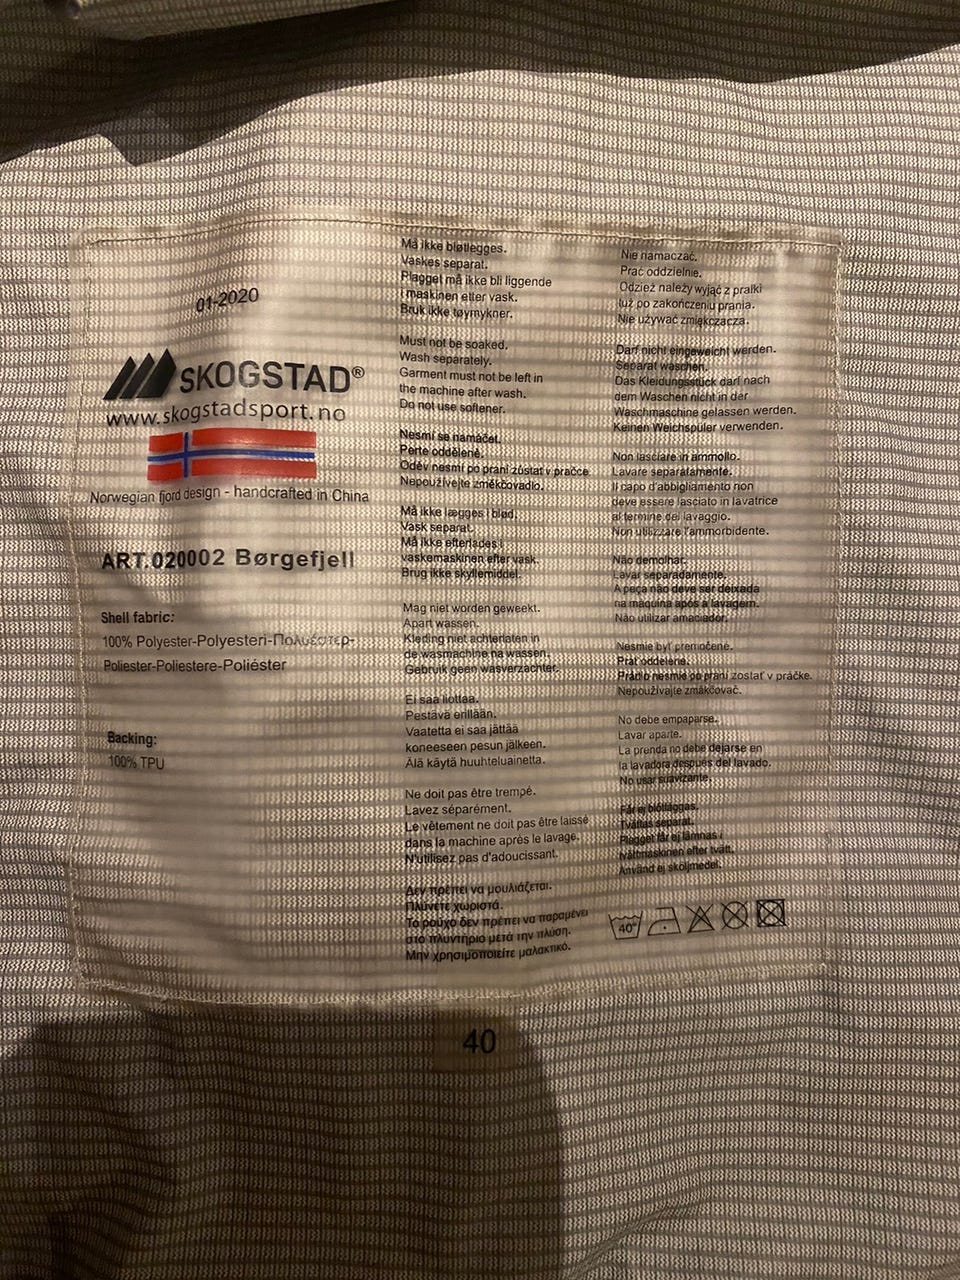 01-2020
SKOGSTAD®
www.skogstadsport.no
Norwegian fjord design - handcrafted in China
ART.020002 Børgefjell
Shell fabric:
100% Polyester-Polyesteri-Πολυέστερ-
Poliester-Poliestere-Poliéster
Backing:
100% TPU
Må ikke bløtlegges.
Vaskes separat.
Plagget må ikke bli liggende
i maskinen etter vask.
Bruk ikke tøymykner.
Must not be soaked.
Wash separately.
Garment must not be left in
the machine after wash.
Do not use softener.
Nesmí se namáčet.
Perte odděleně.
Oděv nesmí po praní zůstat v pračce
Nepoužívejte změkčovadlo.
Må ikke lægges i blød.
Vask separat.
Må ikke efterlades i
vaskemaskinen efter vask.
Brug ikke skyllemiddel.
Mag niet worden geweekt.
Apart wassen.
Kleding niet achterlaten in
de wasmachine na wassen.
Gebruik geen wasverzachter.
Ei saa liottaa.
Pestävä erillään.
Vaatetta ei saa jättää
koneeseen pesun jälkeen.
Älä käytä huuhteluainetta.
Ne doit pas être trempé.
Lavez séparément.
Le vêtement ne doit pas être laissé
dans la machine après le lavage.
N'utilisez pas d'adoucissant.
Δεν πρέπει να μουλιάζεται.
Πλύνετε χωριστά.
Το ρούχο δεν πρέπει να παραμένει
στο πλυντήριο μετά την πλύση.
Μην χρησιμοποιείτε μαλακτικό.
Nie namaczać.
Prać oddzielnie.
Odzież należy wyjąć z pralki
tuż po zakończeniu prania.
Nie używać zmiękczacza.
Darf nicht eingeweicht werden.
Separat waschen.
Das Kleidungsstück darf nach
dem Waschen nicht in der
Waschmaschine gelassen werden.
Keinen Weichspüler verwenden.
Non lasciare in ammollo.
Lavare separatamente.
Il capo d'abbigliamento non
deve essere lasciato in lavatrice
al termine del lavaggio.
Non utilizzare l'ammorbidente.
Não demolhar.
Lavar separadamente.
A peça não deve ser deixada
na máquina após a lavagem.
Não utilizar amaciador.
Nesmie byť premočené.
Prať oddelene.
Prádlo nesmie po praní zostať v práčke.
Nepoužívajte zmäkčovač.
No debe empaparse.
Lavar aparte.
La prenda no debe dejarse en
la lavadora después del lavado.
No usar suavizante.
Får ej blötläggas.
Tvättas separat.
Plagget får ej lämnas i
tvättmaskinen efter tvätt.
Använd ej sköljmedel.
40°
40